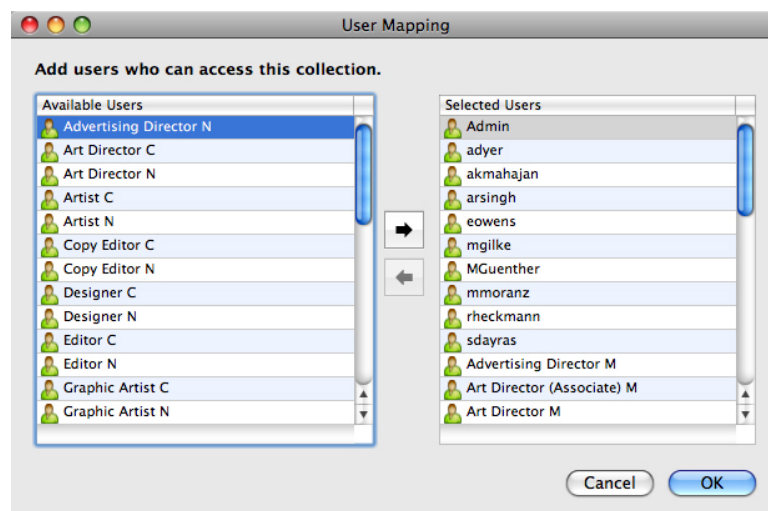 User Mapping
Add users who can access this collection.
Available Users
Advertising Director N
Art Director C
Art Director N
Artist C
Artist N
Copy Editor C
Copy Editor N
Designer C
Designer N
Editor C
Editor N
Graphic Artist C
Graphic Artist N
Selected Users
Admin
adyer
akmahajan
arsingh
eowens
mgilke
MGuenther
mmoranz
rheckmann
sdayras
Advertising Director M
Art Director (Associate) M
Art Director M
Cancel
OK